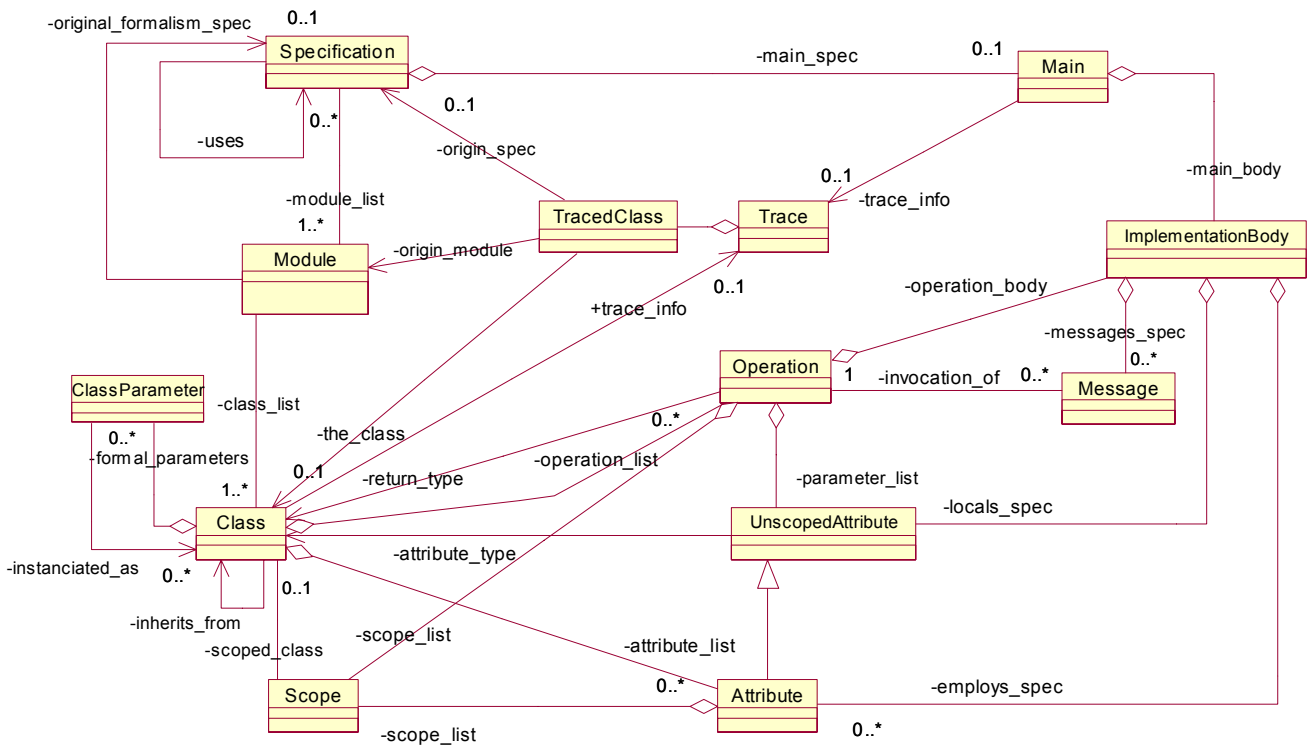 0..1
-original_formalism_spec
Specification
-main_spec
0..1
Main
0..1
0..*
-uses
-origin_spec
-main_body
0..1
-module_list
-trace_info
1..*
TracedClass
Trace
ImplementationBody
-origin_module
Module
0..1
-operation_body
+trace_info
-messages_spec
Operation
0..*
1
-invocation_of
0..*
Message
ClassParameter
-class_list
0..*
0..*
-the_class
-formal_parameters
-operation_list
0..1
-return_type
-parameter_list
1..*
Class
UnscopedAttribute
-locals_spec
-attribute_type
-instanciated_as
0..*
0..1
-inherits_from
-scope_list
-scoped_class
-attribute_list
Scope
0..*
Attribute
-employs_spec
0..*
-scope_list